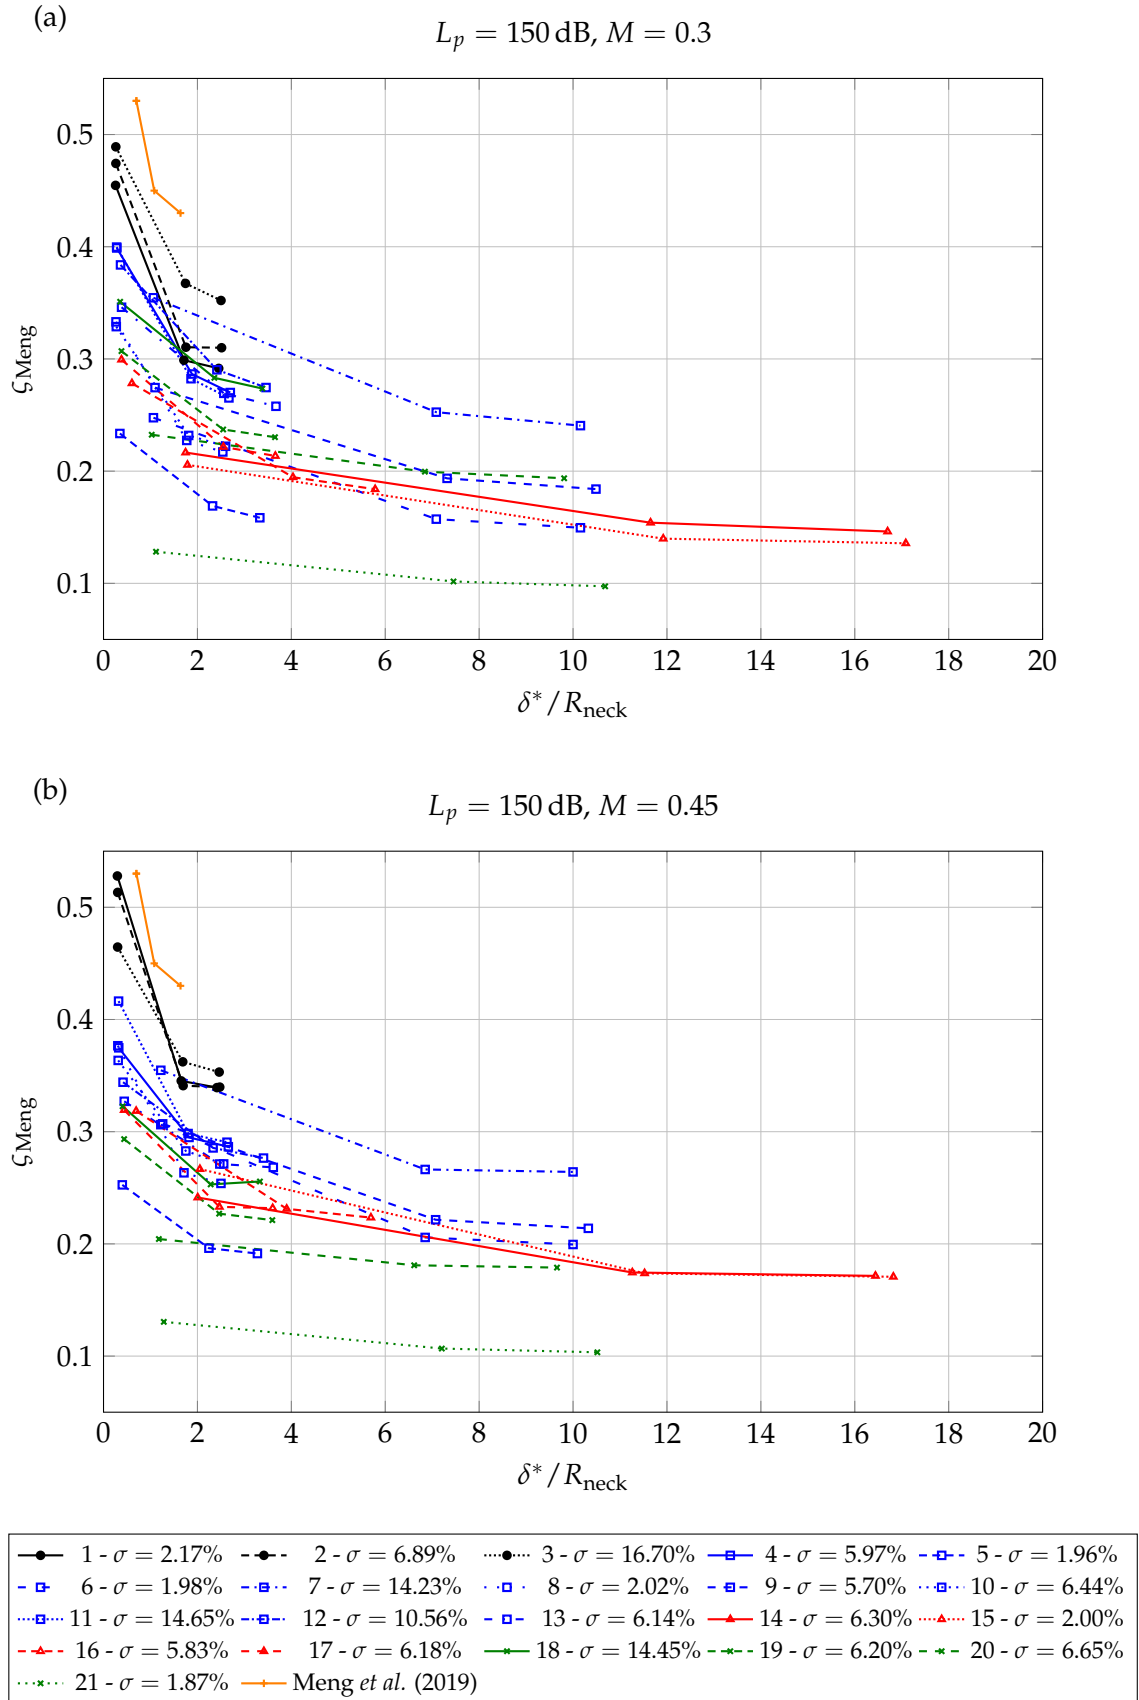 (a)
L_p = 150 dB, M = 0.3
0.5
0.4
0.3
0.2
0.1
ςMeng
0 2 4 6 8 10 12 14 16 18 20
δ*/Rneck
(b)
L_p = 150 dB, M = 0.45
0.5
0.4
0.3
0.2
0.1
ςMeng
0 2 4 6 8 10 12 14 16 18 20
δ*/Rneck
1 - σ = 2.17% 2 - σ = 6.89% 3 - σ = 16.70% 4 - σ = 5.97% 5 - σ = 1.96%
6 - σ = 1.98% 7 - σ = 14.23% 8 - σ = 2.02% 9 - σ = 5.70% 10 - σ = 6.44%
11 - σ = 14.65% 12 - σ = 10.56% 13 - σ = 6.14% 14 - σ = 6.30% 15 - σ = 2.00%
16 - σ = 5.83% 17 - σ = 6.18% 18 - σ = 14.45% 19 - σ = 6.20% 20 - σ = 6.65%
21 - σ = 1.87% Meng et al. (2019)